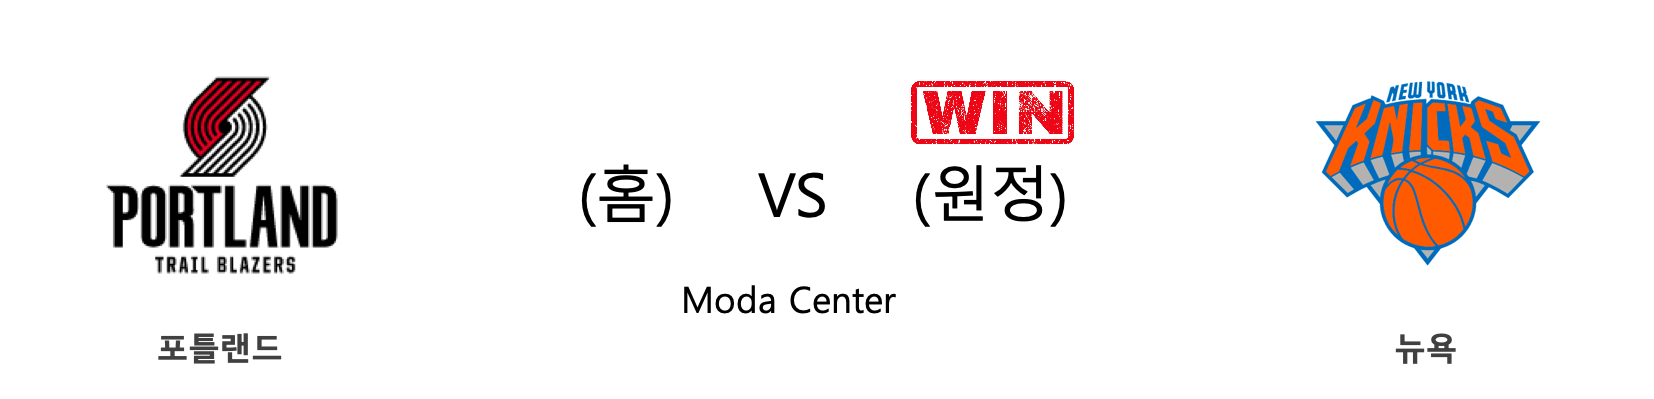 PORTLAND
TRAIL BLAZERS
포틀랜드
WIN
(홈) VS (원정)
Moda Center
NEW YORK
KNICKS
뉴욕